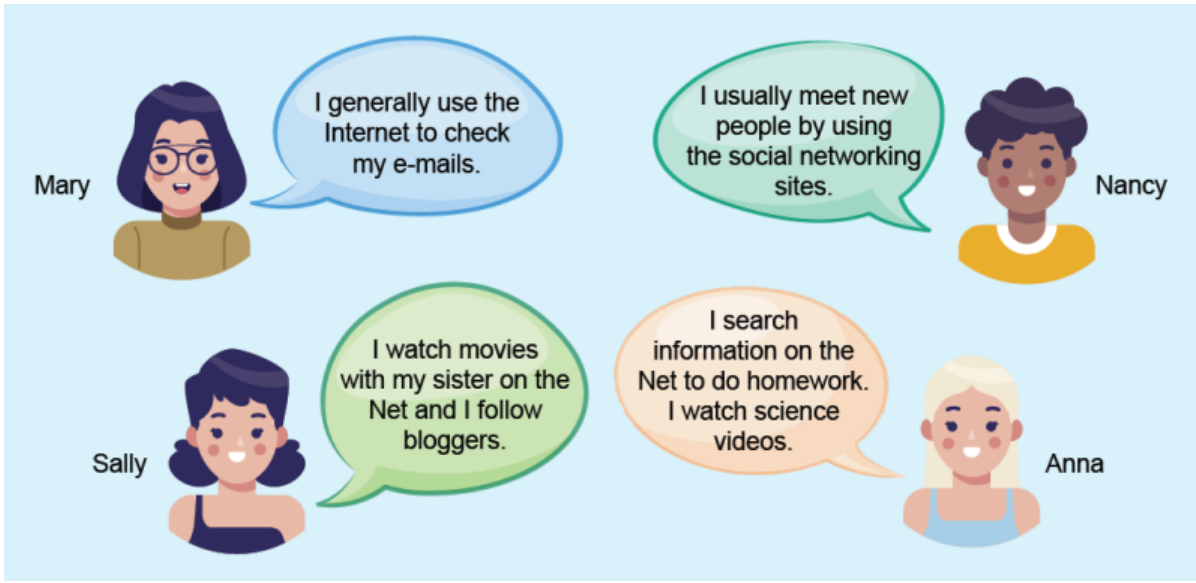 Mary
I generally use the
Internet to check
my e-mails.
I usually meet new
people by using
the social networking
sites.
Nancy
Sally
I watch movies
with my sister on the
Net and I follow
bloggers.
I search
information on the
Net to do homework.
I watch science
videos.
Anna